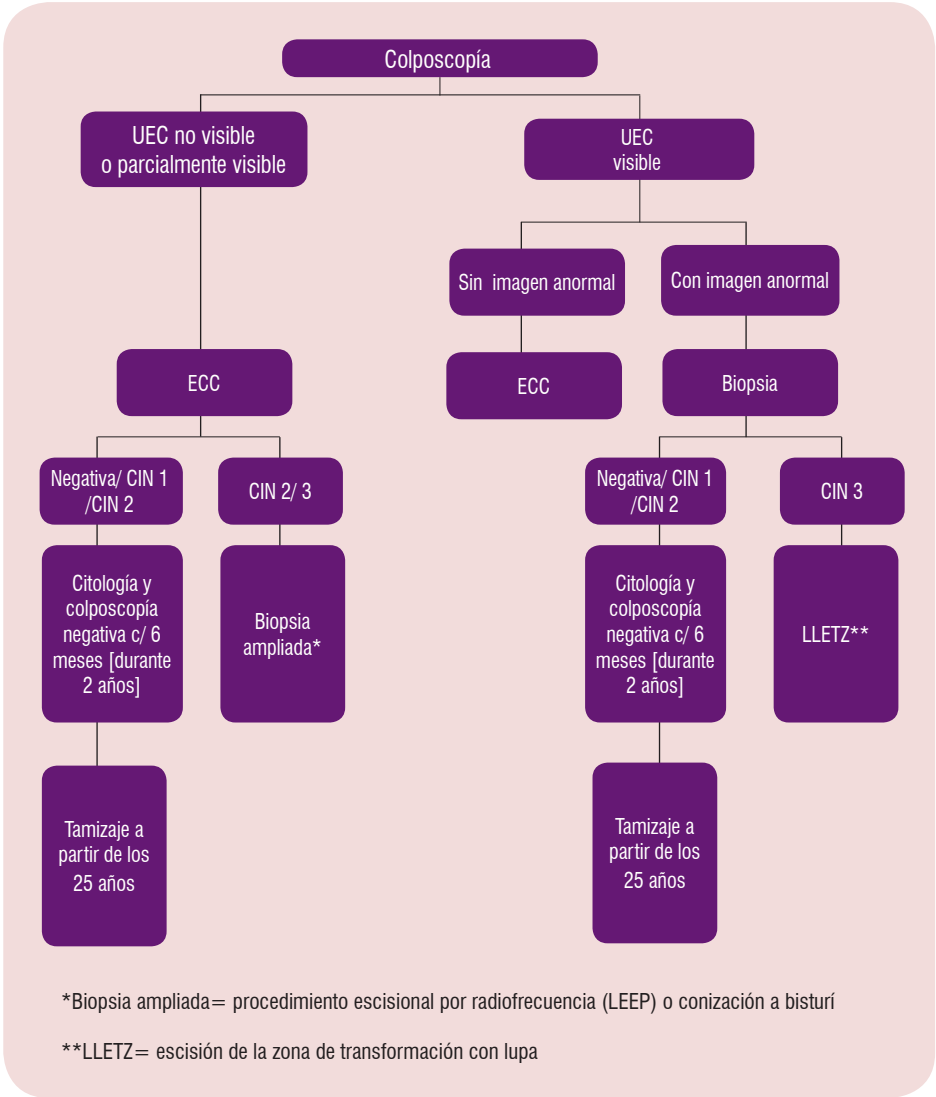 Colposcopía
UEC no visible
o parcialmente visible
UEC
visible
Sin imagen anormal
Con imagen anormal
ECC
ECC
Biopsia
Negativa/ CIN 1
/CIN 2
CIN 2/ 3
Negativa/ CIN 1
/CIN 2
CIN 3
Citología y
colposcopía
negativa c/ 6
meses [durante
2 años]
Biopsia
ampliada*
Citología y
colposcopía
negativa c/ 6
meses [durante
2 años]
LLETZ**
Tamizaje a
partir de los
25 años
Tamizaje a
partir de los
25 años
*Biopsia ampliada= procedimiento escisional por radiofrecuencia (LEEP) o conización a bisturí
**LLETZ= escisión de la zona de transformación con lupa